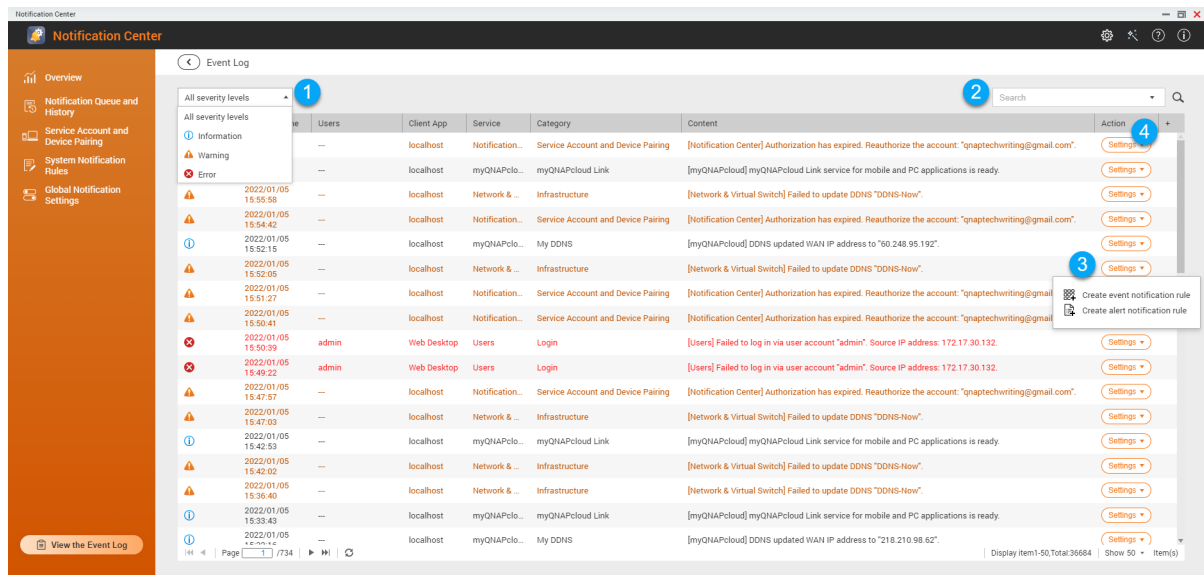 Notification Center
Notification Center
Overview
Notification Queue and
History
Service Account and
Device Pairing
System Notification
Rules
Global Notification
Settings
View the Event Log
Event Log
All severity levels
1
2
Search
All severity levels
Information
Warning
Error
Users Client App Service Category Content Action +
4
--- localhost Notification... Service Account and Device Pairing [Notification Center] Authorization has expired. Reauthorize the account: "qnaptechwriting@gmail.com". Settings
--- localhost myQNAPclo... myQNAPcloud Link [myQNAPcloud] myQNAPcloud Link service for mobile and PC applications is ready.
2022/01/05
15:55:58
--- localhost Network & ... Infrastructure [Network & Virtual Switch] Failed to update DDNS "DDNS-Now". Settings
2022/01/05
15:54:42
--- localhost Notification... Service Account and Device Pairing [Notification Center] Authorization has expired. Reauthorize the account: "qnaptechwriting@gmail.com". Settings
2022/01/05
15:52:15
--- localhost myQNAPclo... My DDNS [myQNAPcloud] DDNS updated WAN IP address to "60.248.95.192". Settings
2022/01/05
15:52:05
--- localhost Network & ... Infrastructure [Network & Virtual Switch] Failed to update DDNS "DDNS-Now". Settings
3
Create event notification rule
Create alert notification rule
2022/01/05
15:51:27
--- localhost Notification... Service Account and Device Pairing [Notification Center] Authorization has expired. Reauthorize the account: "qnaptechwriting@gmail
2022/01/05
15:50:41
--- localhost Notification... Service Account and Device Pairing [Notification Center] Authorization has expired. Reauthorize the account: "qnaptechwriting@gmail
2022/01/05
15:50:39
admin Web Desktop Users Login [Users] Failed to log in via user account "admin". Source IP address: 172.17.30.132. Settings
2022/01/05
15:49:22
admin Web Desktop Users Login [Users] Failed to log in via user account "admin". Source IP address: 172.17.30.132. Settings
2022/01/05
15:47:57
--- localhost Notification... Service Account and Device Pairing [Notification Center] Authorization has expired. Reauthorize the account: "qnaptechwriting@gmail.com". Settings
2022/01/05
15:47:03
--- localhost Network & ... Infrastructure [Network & Virtual Switch] Failed to update DDNS "DDNS-Now". Settings
2022/01/05
15:42:53
--- localhost myQNAPclo... myQNAPcloud Link [myQNAPcloud] myQNAPcloud Link service for mobile and PC applications is ready. Settings
2022/01/05
15:42:02
--- localhost Network & ... Infrastructure [Network & Virtual Switch] Failed to update DDNS "DDNS-Now". Settings
2022/01/05
15:36:40
--- localhost Network & ... Infrastructure [Network & Virtual Switch] Failed to update DDNS "DDNS-Now". Settings
2022/01/05
15:33:43
--- localhost myQNAPclo... myQNAPcloud Link [myQNAPcloud] myQNAPcloud Link service for mobile and PC applications is ready. Settings
2022/01/05
--- localhost myQNAPclo... My DDNS [myQNAPcloud] DDNS updated WAN IP address to "218.210.98.62". Settings
Page 1 /734 Display item1-50,Total:36684 Show 50 Item(s)